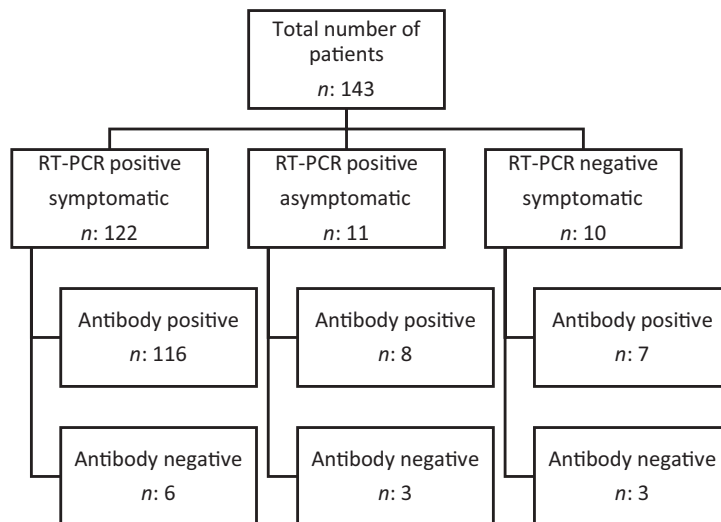 Total number of
patients
n: 143
RT-PCR positive
symptomatic
n: 122
RT-PCR positive
asymptomatic
n: 11
RT-PCR negative
symptomatic
n: 10
Antibody positive
n: 116
Antibody positive
n: 8
Antibody positive
n: 7
Antibody negative
n: 6
Antibody negative
n: 3
Antibody negative
n: 3